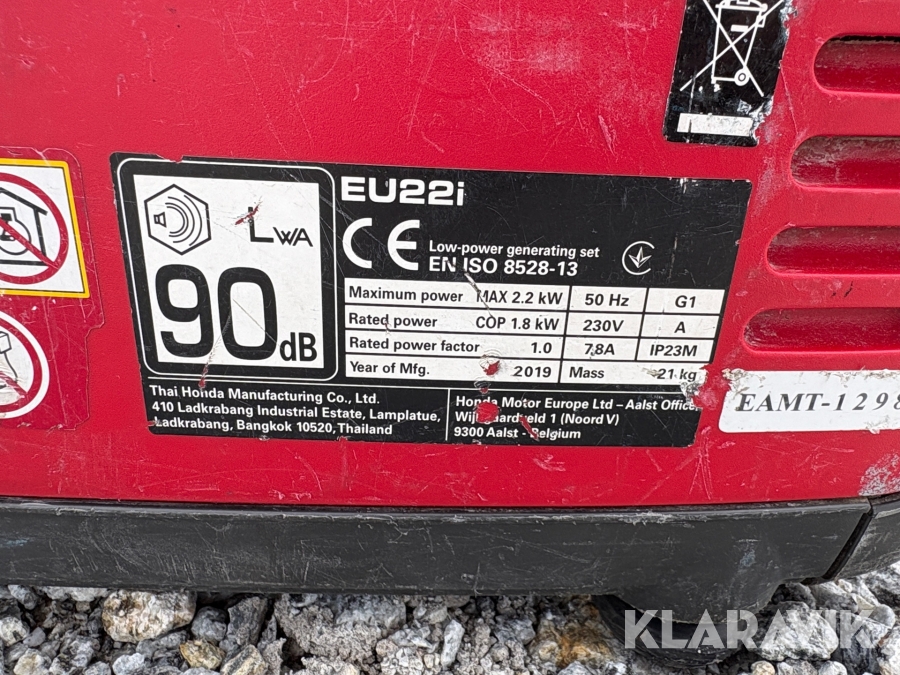 EU22i
LWA
90 dB
CE
Low-power generating set
EN ISO 8528-13
Maximum power MAX 2.2 kW 50 Hz G1
Rated power COP 1.8 kW 230V A
Rated power factor 1.0 7.8A IP23M
Year of Mfg. 2019 Mass 21 kg
Thai Honda Manufacturing Co., Ltd.
410 Ladkrabang Industrial Estate, Lamplatue,
Ladkrabang, Bangkok 10520, Thailand
Honda Motor Europe Ltd – Aalst Office
1 (Noord V)
9300 Aalst - Belgium
EAMT-1298
KLARAVIK